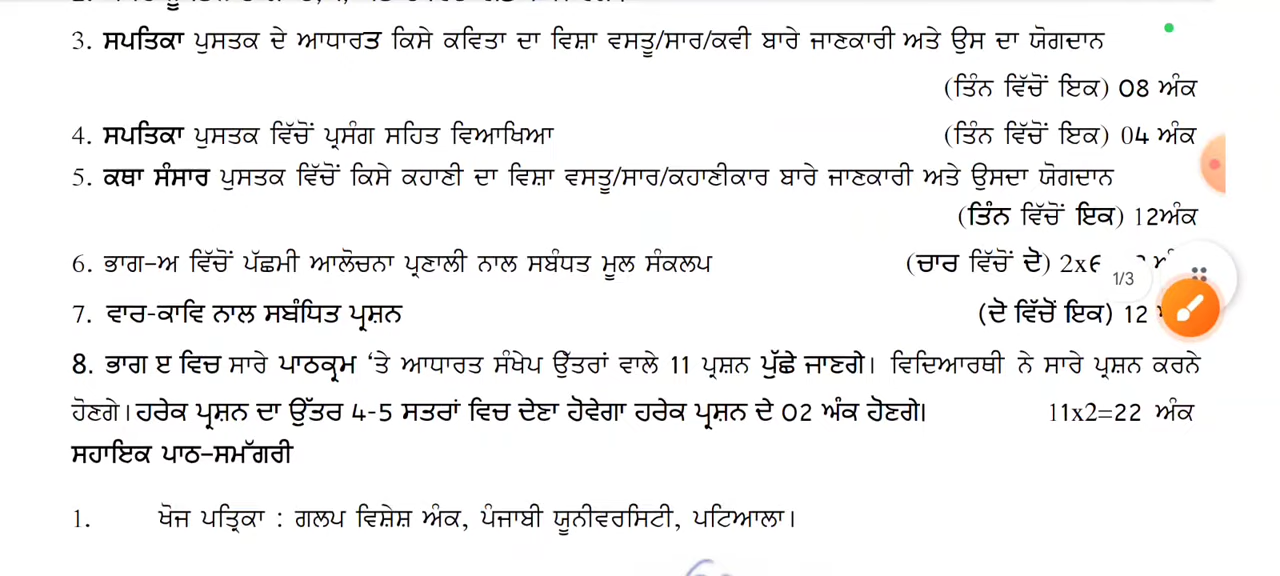 3. ਸਪਤਿਕਾ ਪੁਸਤਕ ਦੇ ਆਧਾਰਤ ਕਿਸੇ ਕਵਿਤਾ ਦਾ ਵਿਸ਼ਾ ਵਸਤੂ/ਸਾਰ/ਕਵੀ ਬਾਰੇ ਜਾਣਕਾਰੀ ਅਤੇ ਉਸ ਦਾ ਯੋਗਦਾਨ
(ਤਿੰਨ ਵਿੱਚੋਂ ਇਕ) 08 ਅੰਕ
4. ਸਪਤਿਕਾ ਪੁਸਤਕ ਵਿੱਚੋਂ ਪ੍ਰਸੰਗ ਸਹਿਤ ਵਿਆਖਿਆ (ਤਿੰਨ ਵਿੱਚੋਂ ਇਕ) 04 ਅੰਕ
5. ਕਥਾ ਸੰਸਾਰ ਪੁਸਤਕ ਵਿੱਚੋਂ ਕਿਸੇ ਕਹਾਣੀ ਦਾ ਵਿਸ਼ਾ ਵਸਤੂ/ਸਾਰ/ਕਹਾਣੀਕਾਰ ਬਾਰੇ ਜਾਣਕਾਰੀ ਅਤੇ ਉਸਦਾ ਯੋਗਦਾਨ
(ਤਿੰਨ ਵਿੱਚੋਂ ਇਕ) 12ਅੰਕ
6. ਭਾਗ-ਅ ਵਿੱਚੋਂ ਪੱਛਮੀ ਆਲੋਚਨਾ ਪ੍ਰਣਾਲੀ ਨਾਲ ਸਬੰਧਤ ਮੂਲ ਸੰਕਲਪ (ਚਾਰ ਵਿੱਚੋਂ ਦੋ)
1/3
7. ਵਾਰ-ਕਾਵਿ ਨਾਲ ਸਬੰਧਿਤ ਪ੍ਰਸ਼ਨ (ਦੋ ਵਿੱਚੋਂ ਇਕ) 12
8. ਭਾਗ ੲ ਵਿਚ ਸਾਰੇ ਪਾਠਕ੍ਰਮ ‘ਤੇ ਆਧਾਰਤ ਸੰਖੇਪ ਉੱਤਰਾਂ ਵਾਲੇ 11 ਪ੍ਰਸ਼ਨ ਪੁੱਛੇ ਜਾਣਗੇ। ਵਿਦਿਆਰਥੀ ਨੇ ਸਾਰੇ ਪ੍ਰਸ਼ਨ ਕਰਨੇ
ਹੋਣਗੇ। ਹਰੇਕ ਪ੍ਰਸ਼ਨ ਦਾ ਉੱਤਰ 4-5 ਸਤਰਾਂ ਵਿਚ ਦੇਣਾ ਹੋਵੇਗਾ ਹਰੇਕ ਪ੍ਰਸ਼ਨ ਦੇ 02 ਅੰਕ ਹੋਣਗੇ। 11x2=22 ਅੰਕ
ਸਹਾਇਕ ਪਾਠ-ਸਮੱਗਰੀ
1. ਖੋਜ ਪਤ੍ਰਿਕਾ : ਗਲਪ ਵਿਸ਼ੇਸ਼ ਅੰਕ, ਪੰਜਾਬੀ ਯੂਨੀਵਰਸਿਟੀ, ਪਟਿਆਲਾ।